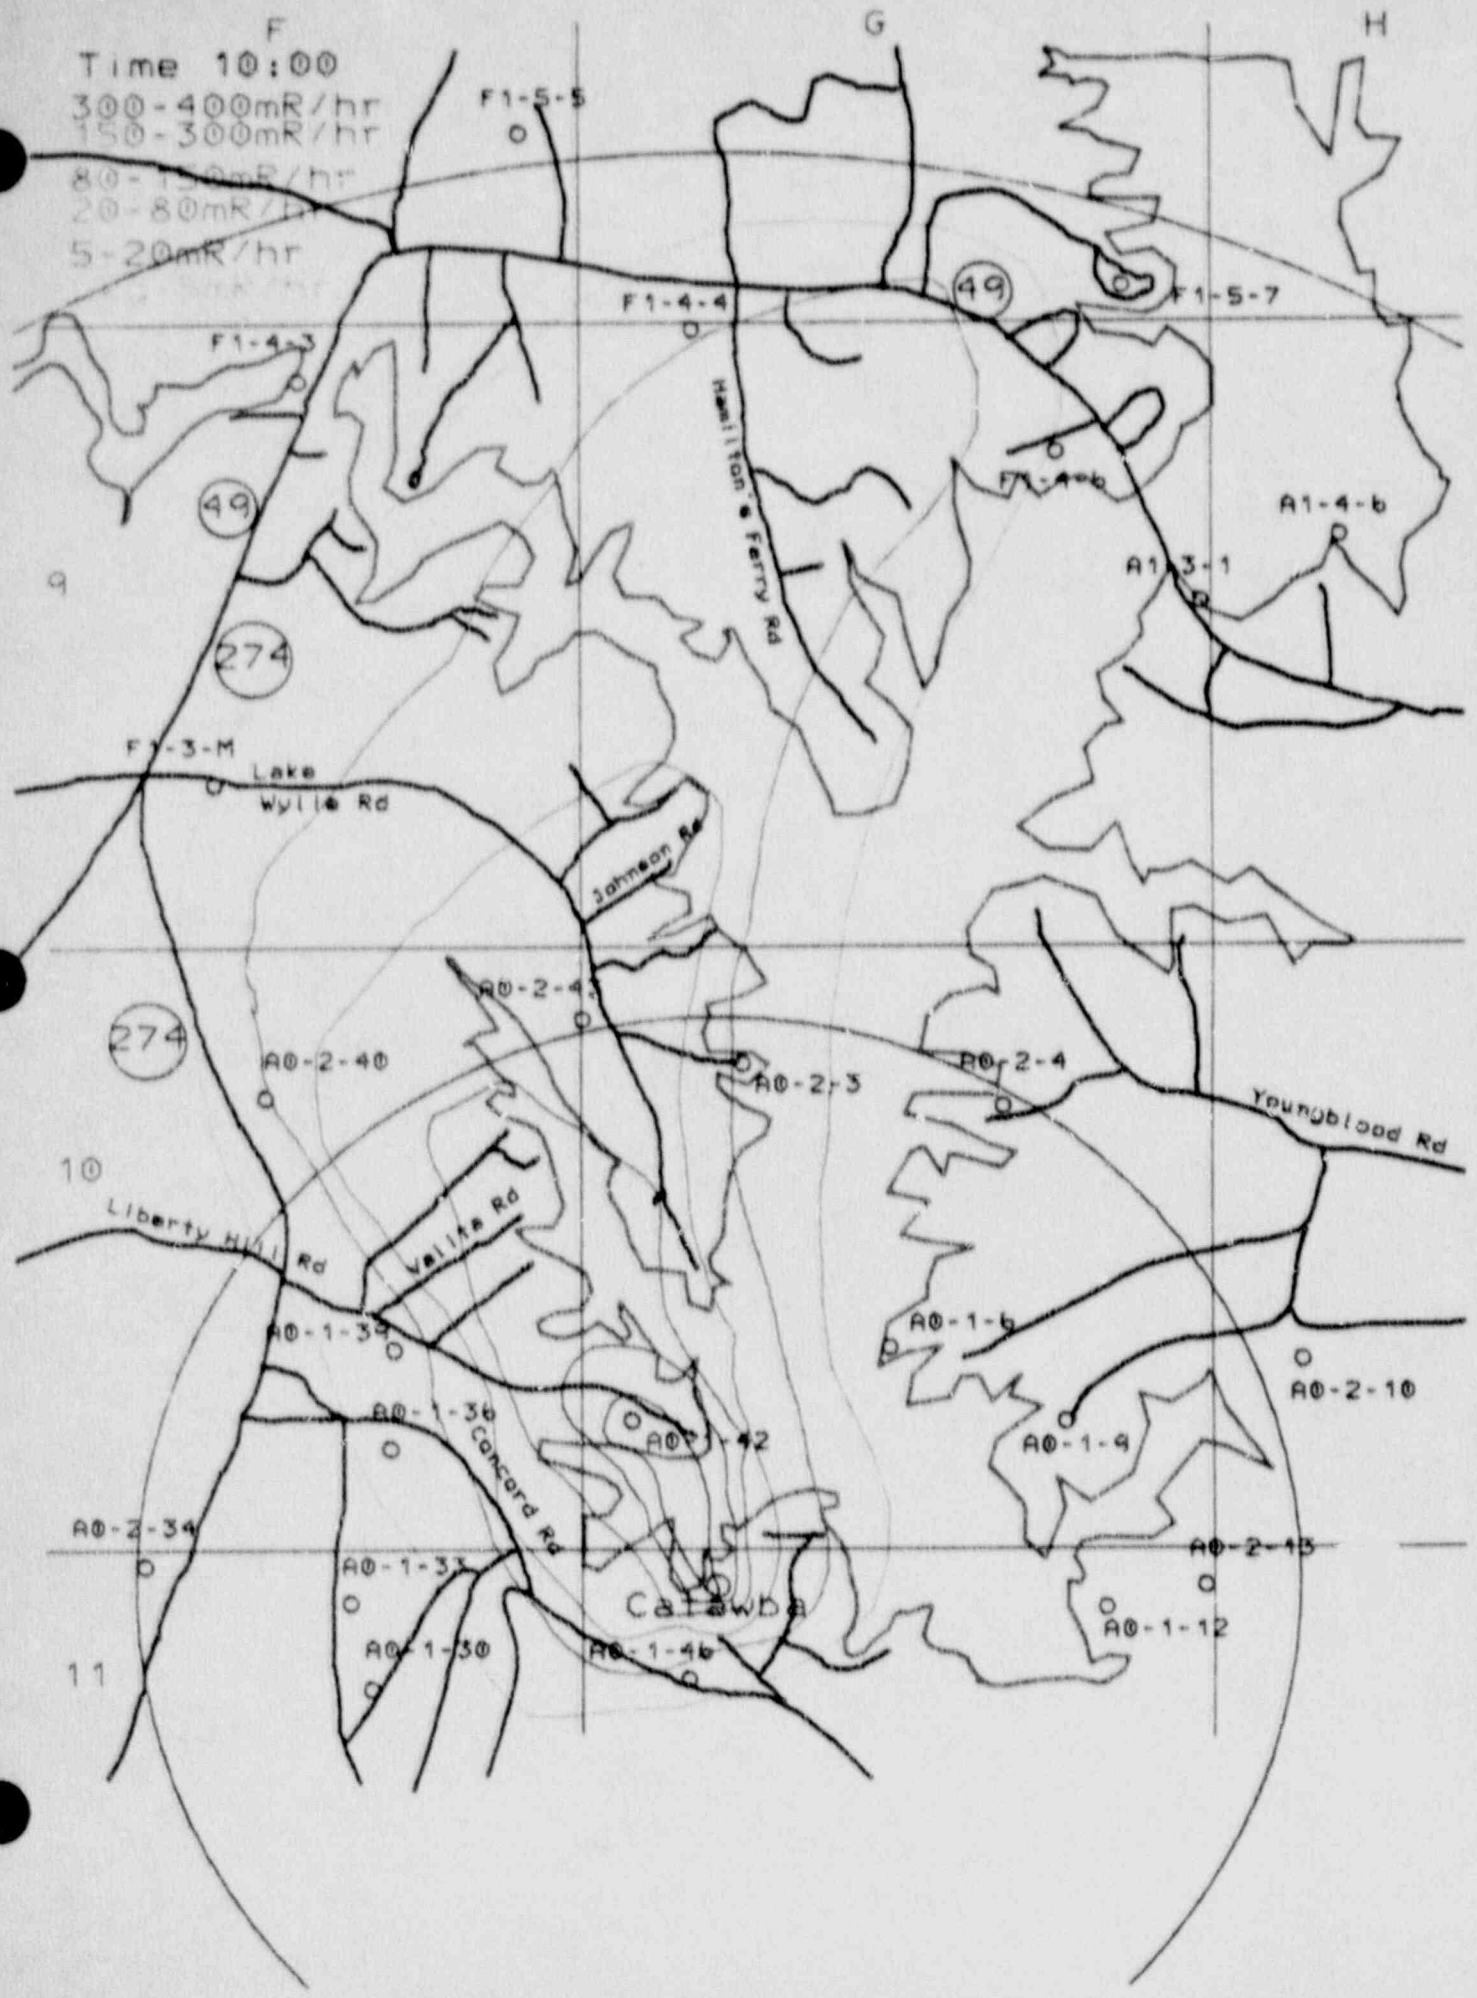 F
G
H
Time 10:00
300-400mR/hr
150-300mR/hr
80-150mR/hr
20-80mR/hr
5-20mR/hr
F1-5-5
F1-4-4
49
F1-5-7
F1-4-3
Hamilton's Ferry Rd
49
A1-4-b
A1-3-1
9
274
F1-3-M
Lake
Wylie Rd
Johnson Rd
274
A0-2-40
A0-2-3
A0-2-4
Youngblood Rd
10
Liberty Hill Rd
A0-1-39
A0-1-6
A0-2-10
A0-1-36
Concord Rd
A0-1-42
A0-1-9
A0-2-34
A0-2-13
A0-1-33
Catawba
A0-1-12
A0-1-30
A0-1-46
11